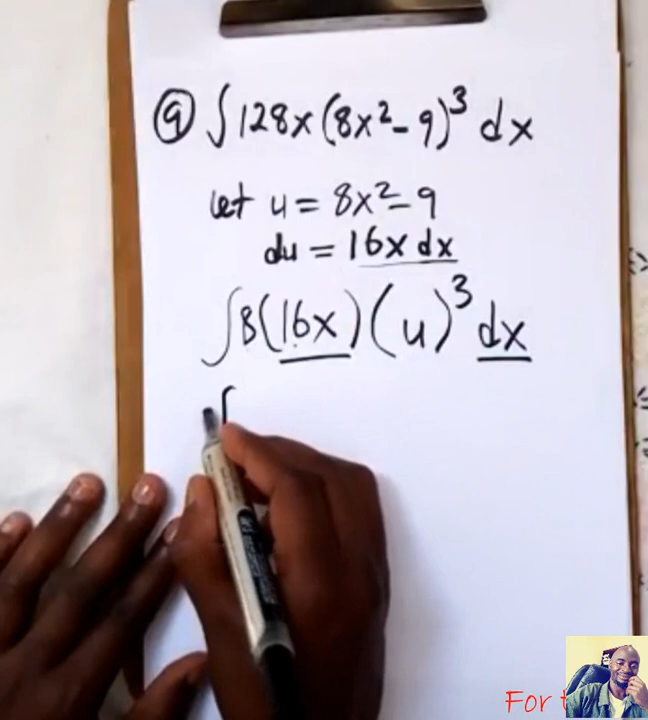 ⑨ ∫128x(8x²-9)³ dx
let u = 8x²-9
du = 16x dx
∫8(16x)(u)³ dx
∫
For